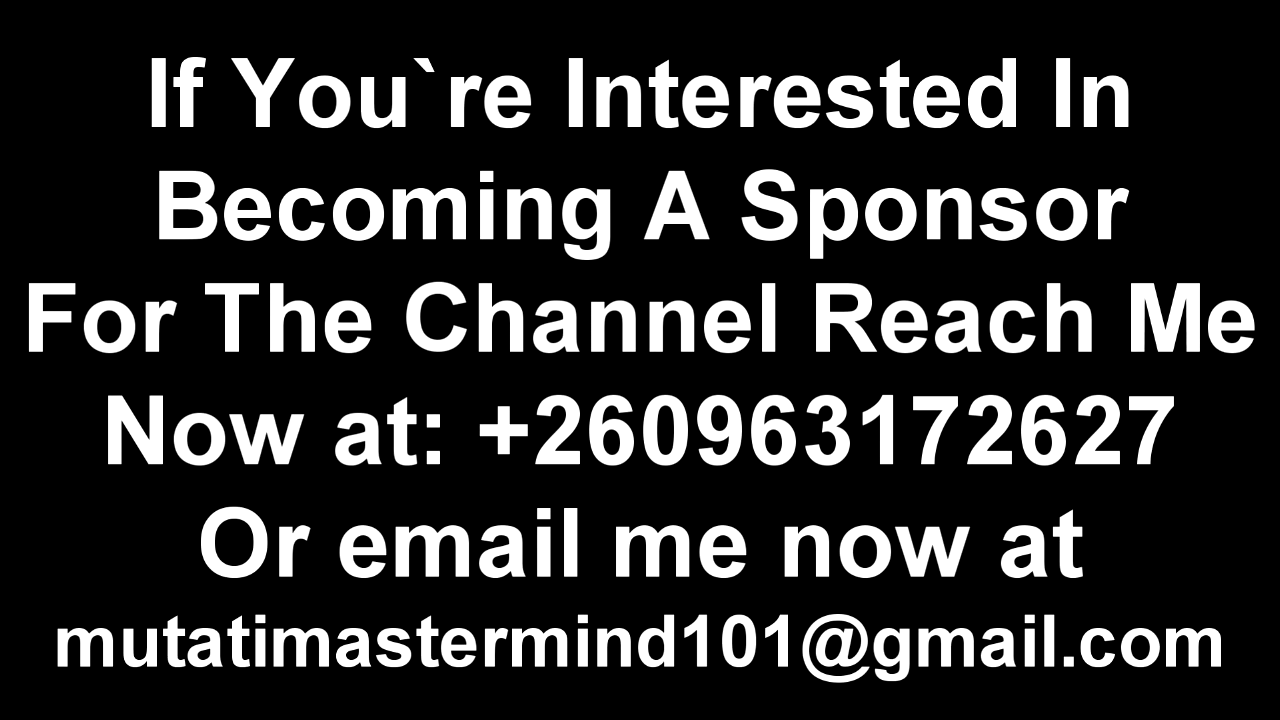 If You`re Interested In
Becoming A Sponsor
For The Channel Reach Me
Now at: +260963172627
Or email me now at
mutatimastermind101@gmail.com